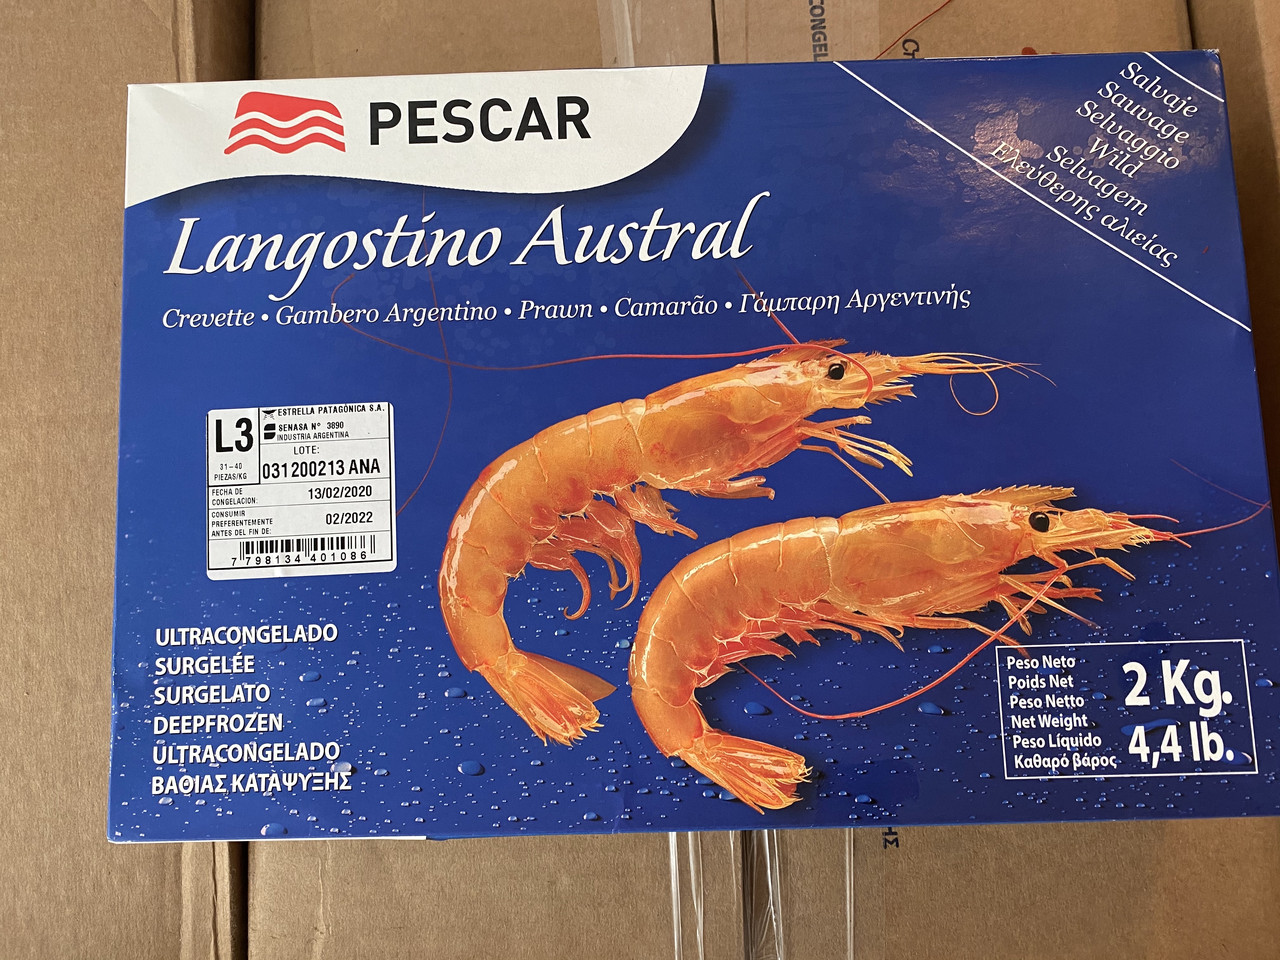 PESCAR
Langostino Austral
Crevette • Gambero Argentino • Prawn • Camarão • Γάμπαρη Αργεντινής
Salvaje
Sauvage
Selvaggio
Wild
Selvagem
Ελεύθερης αλιείας
L3
31-40
PIEZAS/KG
ESTRELLA PATAGÓNICA S.A.
SENASA N° 3890
INDUSTRIA ARGENTINA
LOTE:
031200213 ANA
FECHA DE
CONGELACION:
13/02/2020
CONSUMIR
PREFERENTEMENTE
ANTES DEL FIN DE:
02/2022
7 798134 401086
ULTRACONGELADO
SURGELÉE
SURGELATO
DEEPFROZEN
ULTRACONGELADO
ΒΑΘΙΑΣ ΚΑΤΑΨΥΞΗΣ
Peso Neto
Poids Net
Peso Netto
Net Weight
Peso Líquido
Καθαρό βάρος
2 Kg.
4,4 lb.